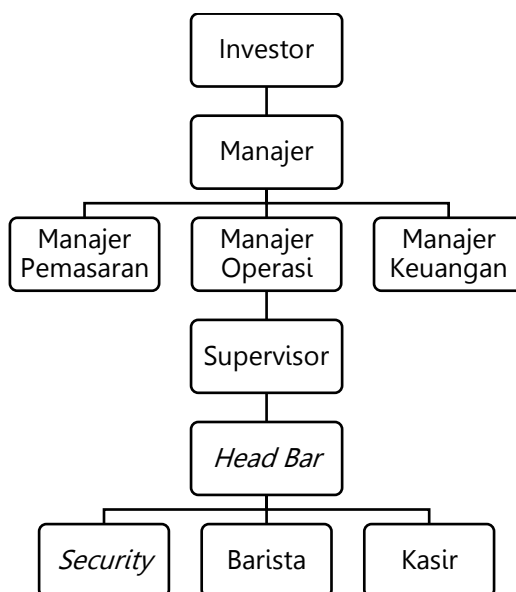 Investor
Manajer
Manajer
Pemasaran
Manajer
Operasi
Manajer
Keuangan
Supervisor
Head Bar
Security
Barista
Kasir